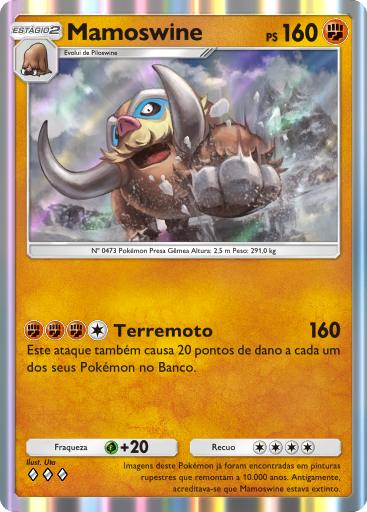 ESTÁGIO 2
Mamoswine
PS 160
Evolui de Piloswine
Nº 0473 Pokémon Presa Gêmea Altura: 2,5 m Peso: 291,0 kg
Terremoto 160
Este ataque também causa 20 pontos de dano a cada um
dos seus Pokémon no Banco.
Fraqueza +20
Recuo
Ilust. Uta
Imagens deste Pokémon já foram encontradas em pinturas
rupestres que remontam a 10.000 anos. Antigamente,
acreditava-se que Mamoswine estava extinto.